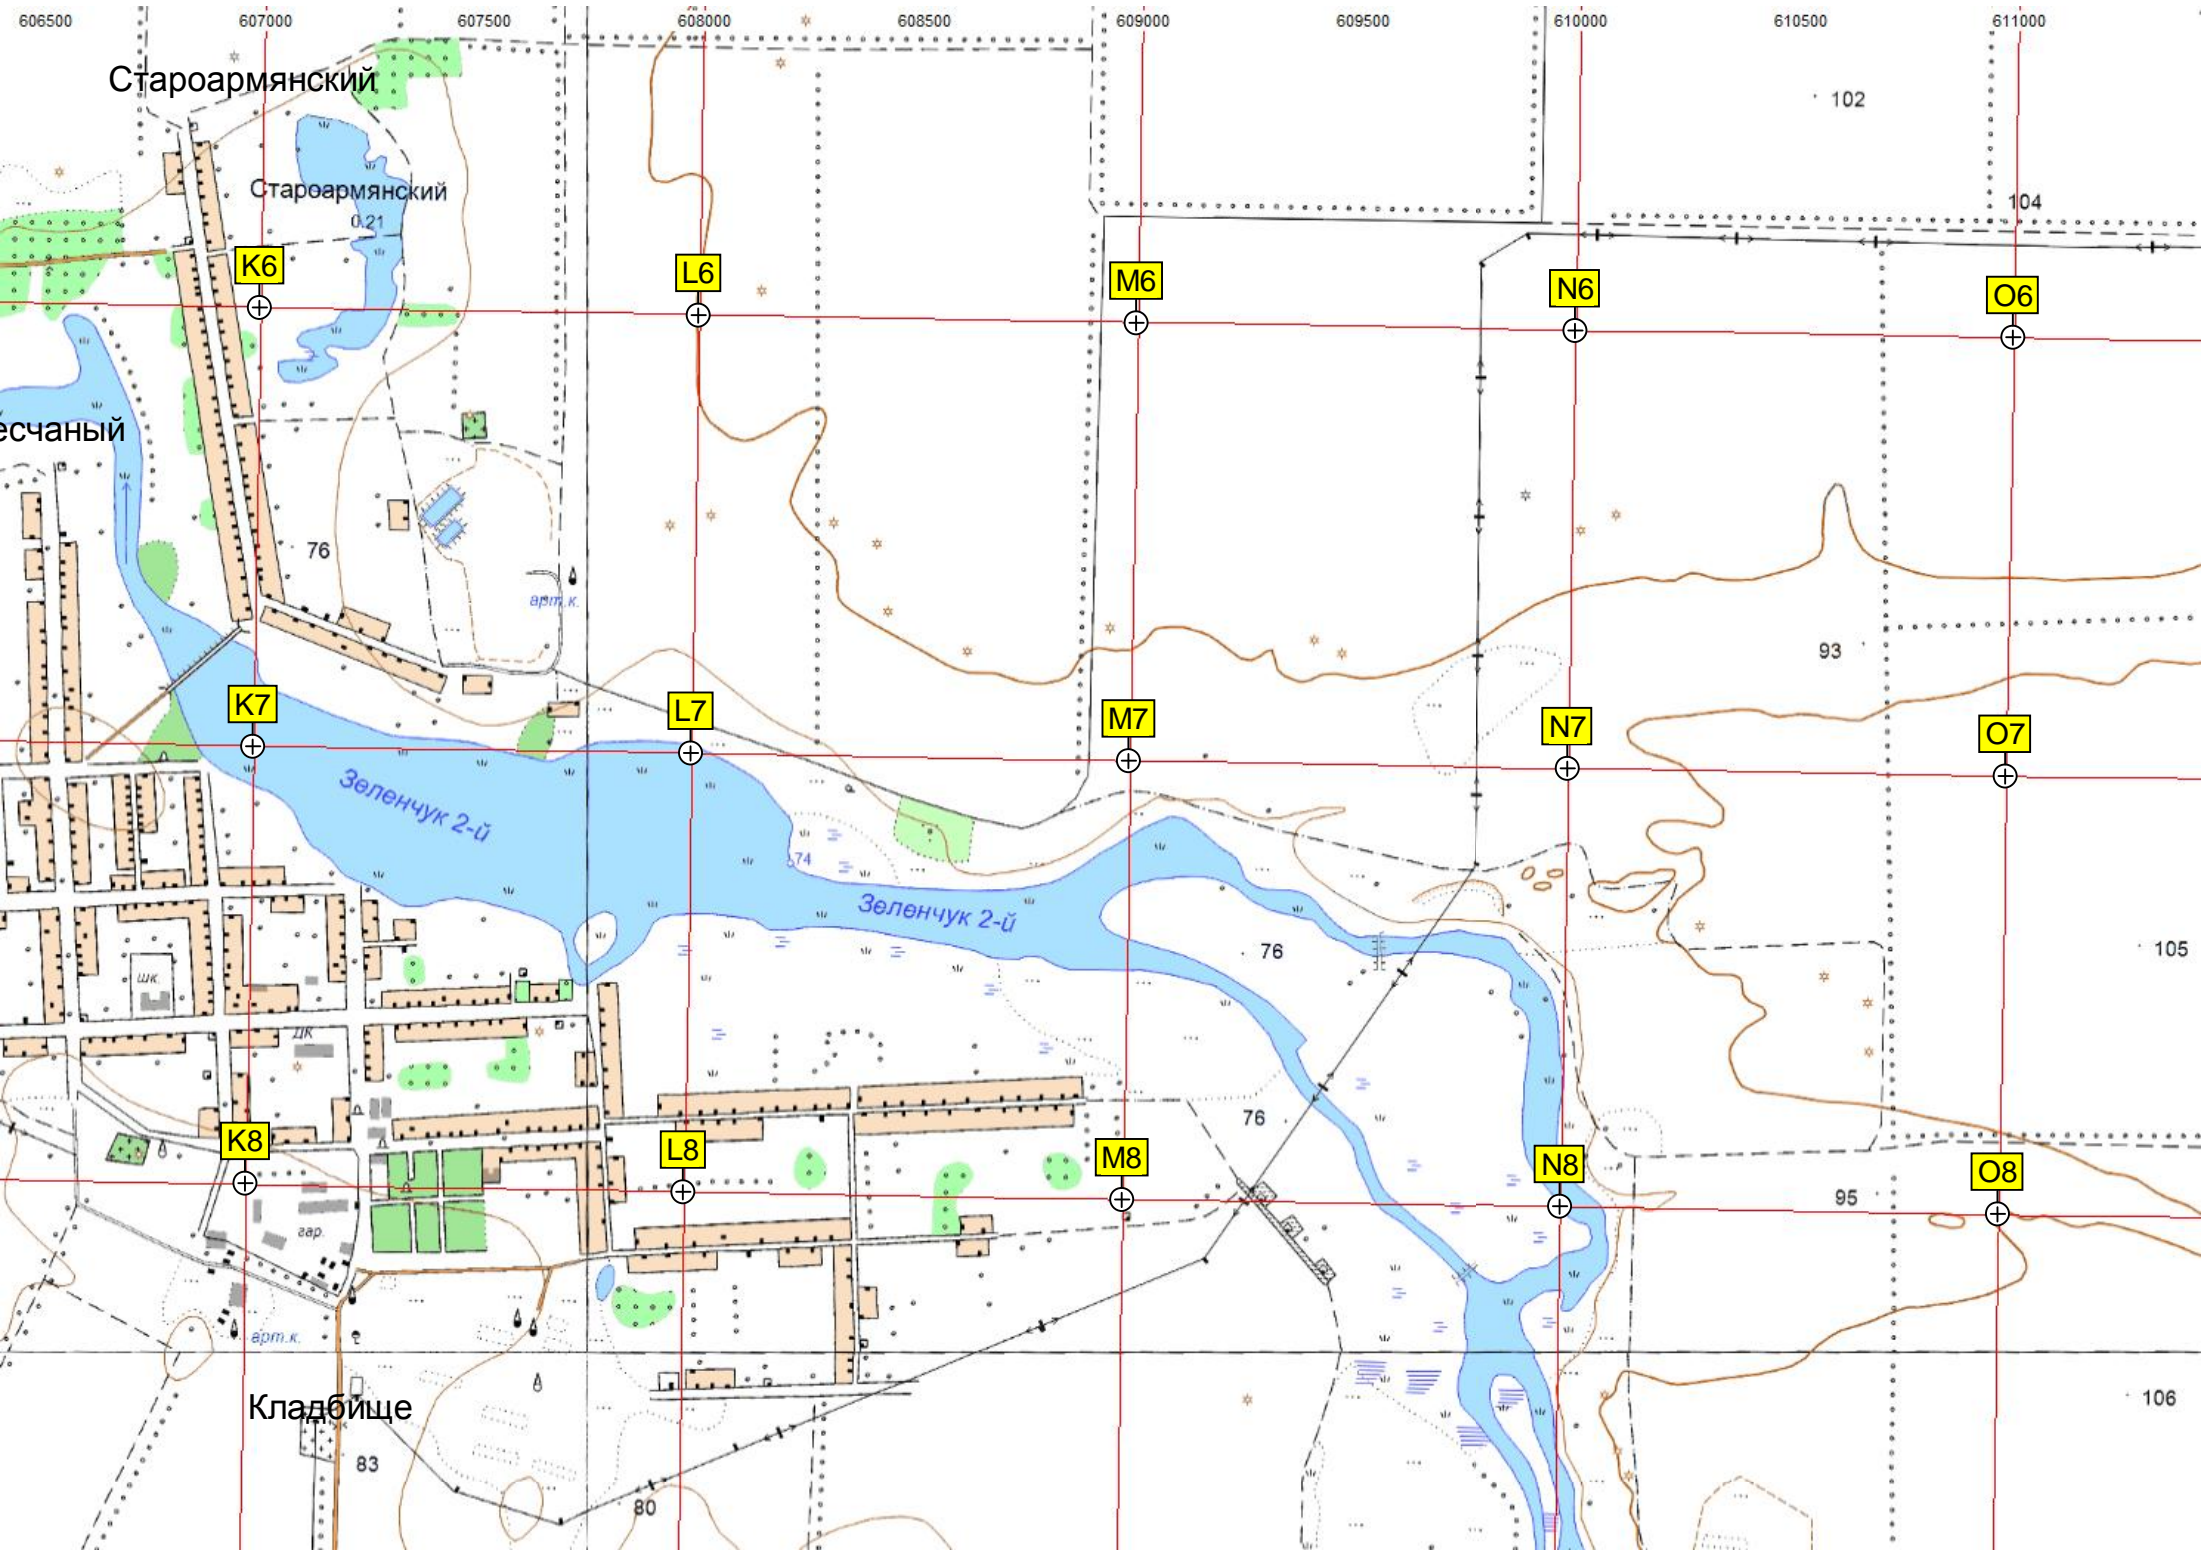 606500 607000 607500 608000 608500 609000 609500 610000 610500 611000
Староармянский
102
Староармянский
0.21
104
K6 L6 M6 N6 O6
есчаный
76
арт.к.
93
K7 L7 M7 N7 O7
Зеленчук 2-й
74
Зеленчук 2-й
76
105
шк.
ДК
76
K8 L8 M8 N8 O8
95
гар.
арт.к.
Кладбище
106
83
80